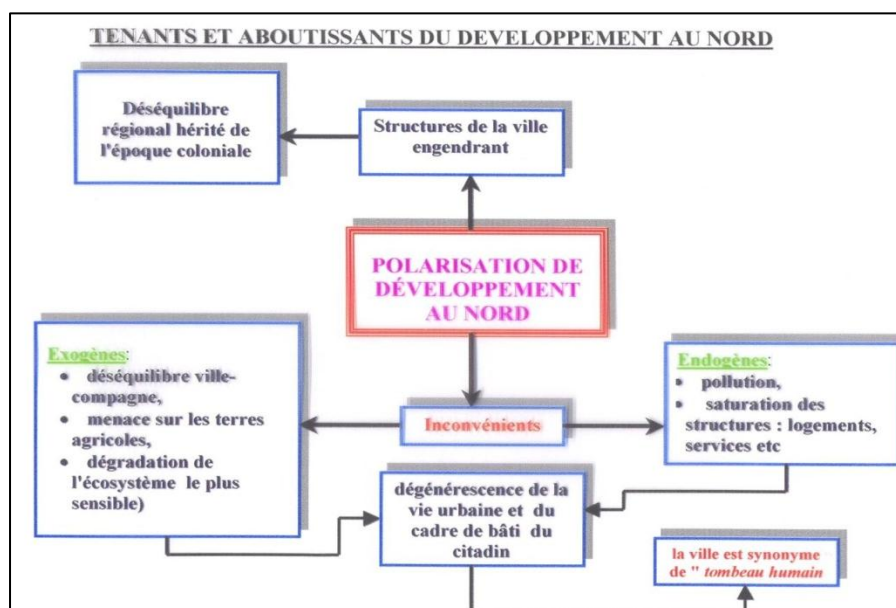 TENANTS ET ABOUTISSANTS DU DEVELOPPEMENT AU NORD
Déséquilibre
régional hérité de
l'époque coloniale
Structures de la ville
engendrant
POLARISATION DE
DÉVELOPPEMENT
AU NORD
Exogènes:
• déséquilibre ville-
compagne,
• menace sur les terres
agricoles,
• dégradation de
l'écosystème le plus
sensible)
Inconvénients
Endogènes:
• pollution,
• saturation des
structures : logements,
services etc
dégénérescence de la
vie urbaine et du
cadre de bâti du
citadin
la ville est synonyme
de " tombeau humain